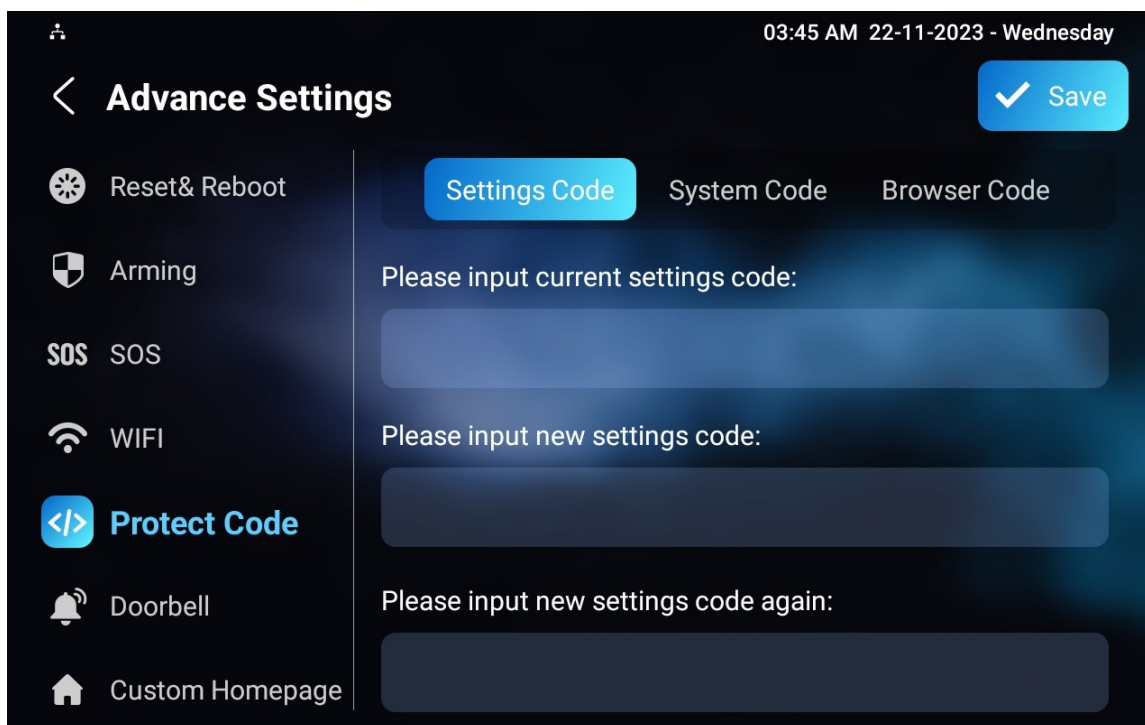 03:45 AM 22-11-2023 - Wednesday
Advance Settings
Save
Reset& Reboot
Arming
SOS SOS
WIFI
Protect Code
Doorbell
Custom Homepage
Settings Code System Code Browser Code
Please input current settings code:
Please input new settings code:
Please input new settings code again: